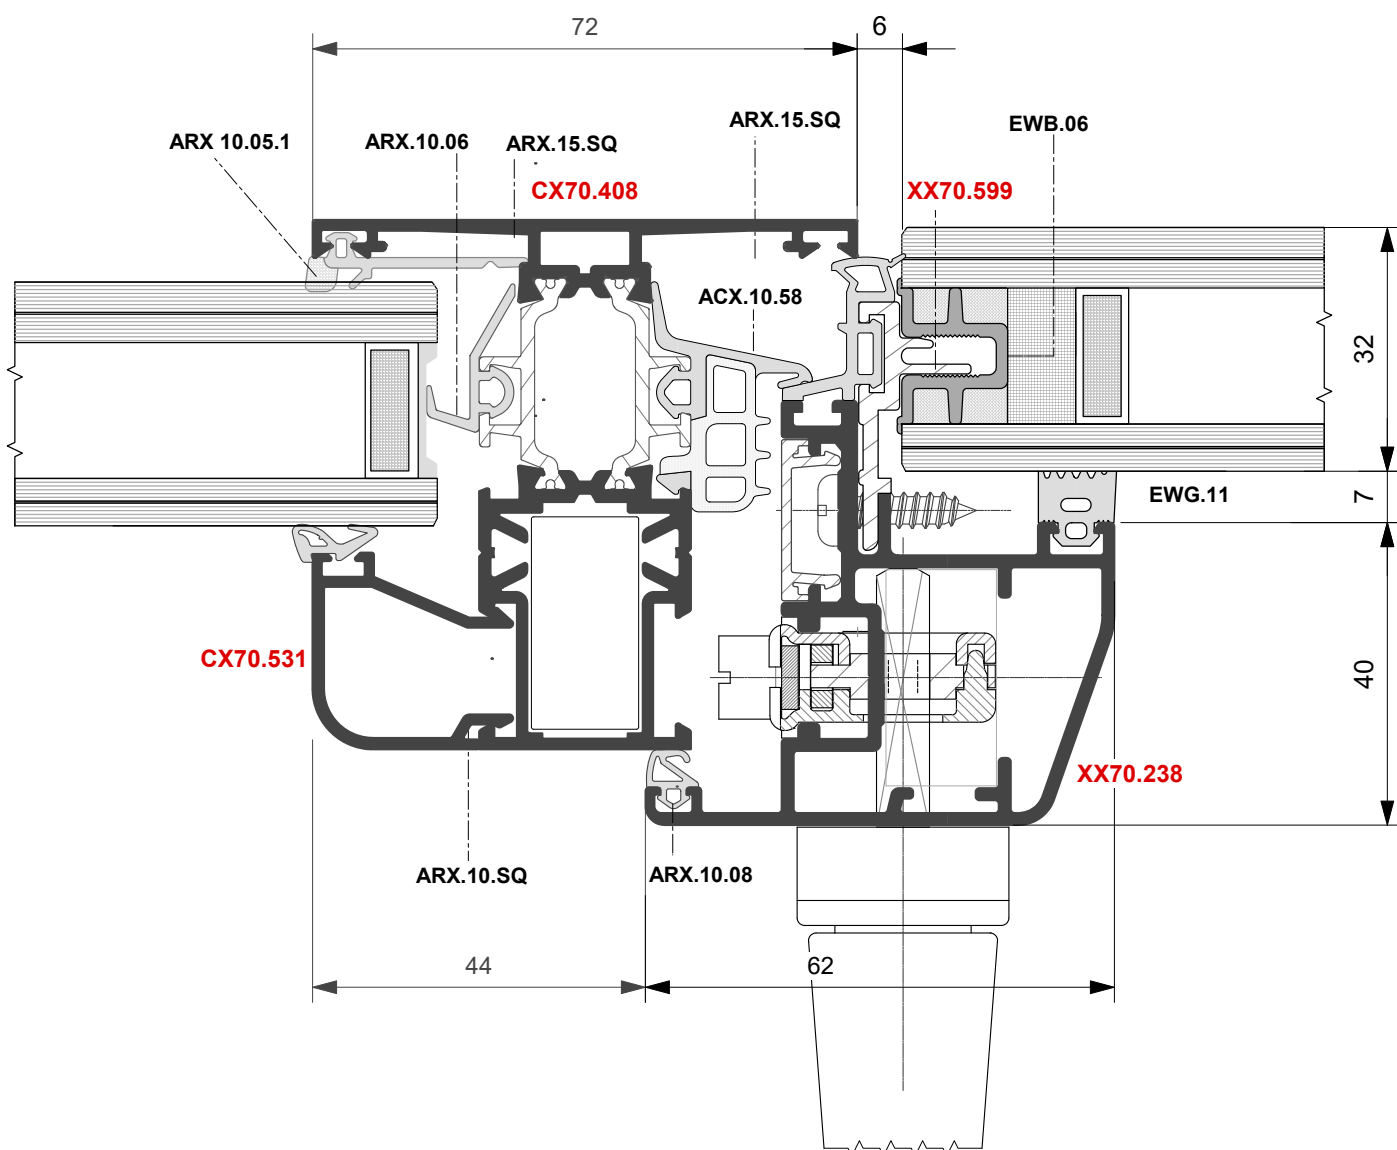 72
6
ARX.15.SQ
EWB.06
ARX 10.05.1
ARX.10.06
ARX.15.SQ
CX70.408
XX70.599
ACX.10.58
32
EWG.11
7
CX70.531
40
XX70.238
ARX.10.SQ
ARX.10.08
44
62